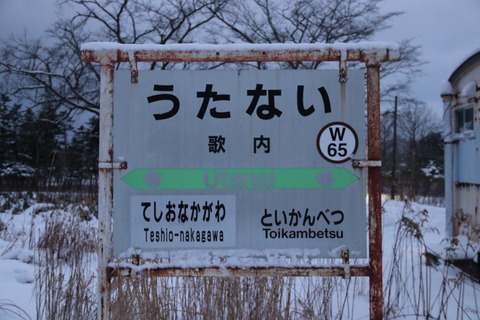 うたない
歌内
W
65
Utanai
てしおなかがわ
Teshio-nakagawa
といかんべつ
Toikambetsu